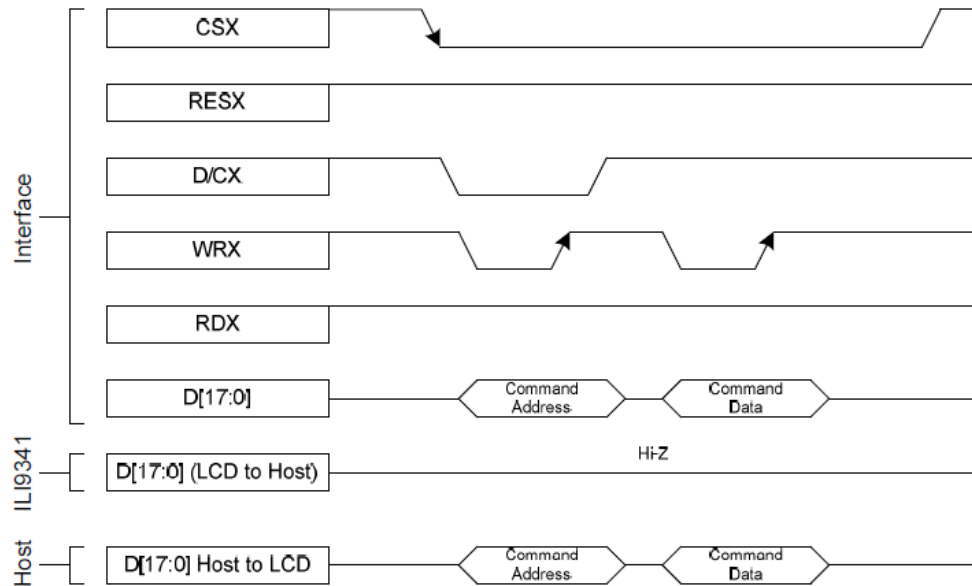 CSX
RESX
D/CX
WRX
RDX
D[17:0]
Command
Address
Command
Data
Interface
D[17:0] (LCD to Host)
Hi-Z
ILI9341
D[17:0] Host to LCD
Command
Address
Command
Data
Host